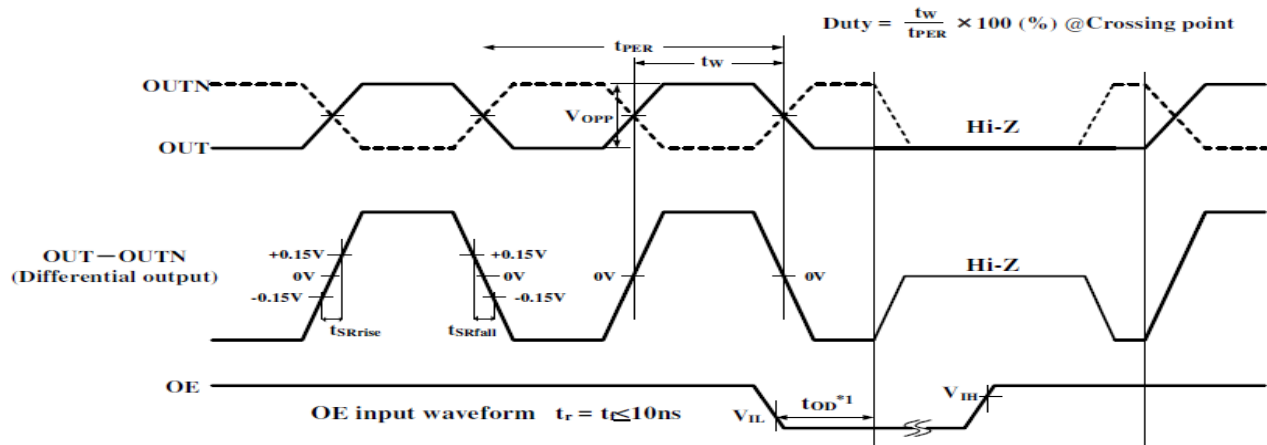 Duty = tw/tPER × 100 (%) @Crossing point
tPER
tw
OUTN
VOPP
OUT
Hi-Z
OUT－OUTN
(Differential output)
+0.15V
0V
-0.15V
tSRrise
+0.15V
0V
-0.15V
tSRfall
0V
0V
Hi-Z
OE
OE input waveform tr = tf≤10ns
VIL
tOD*1
VIH